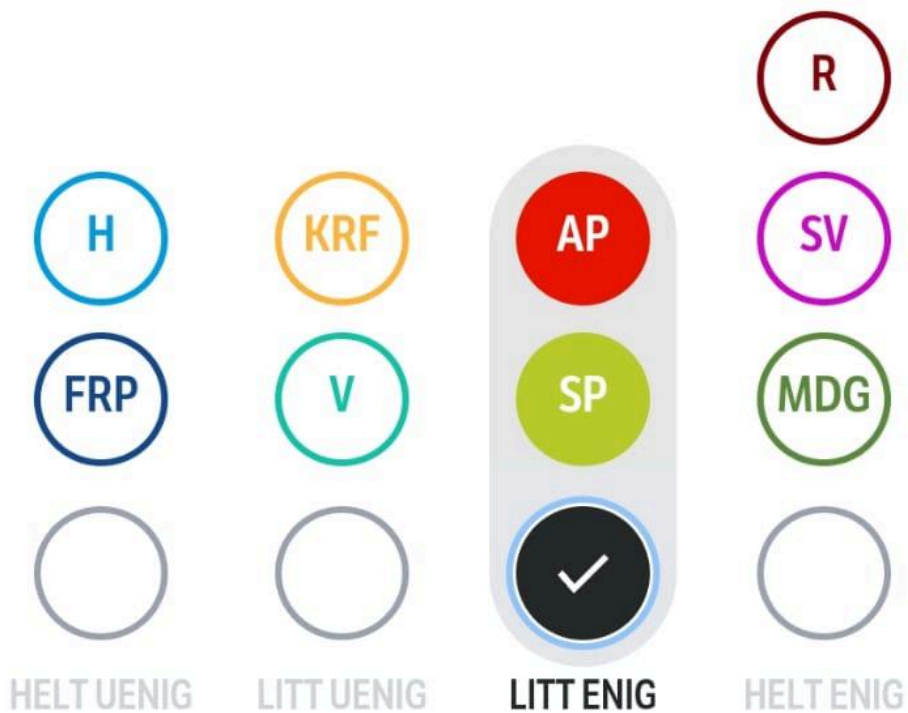 R
H KRF AP SV
FRP V SP MDG
HELT UENIG LITT UENIG LITT ENIG HELT ENIG